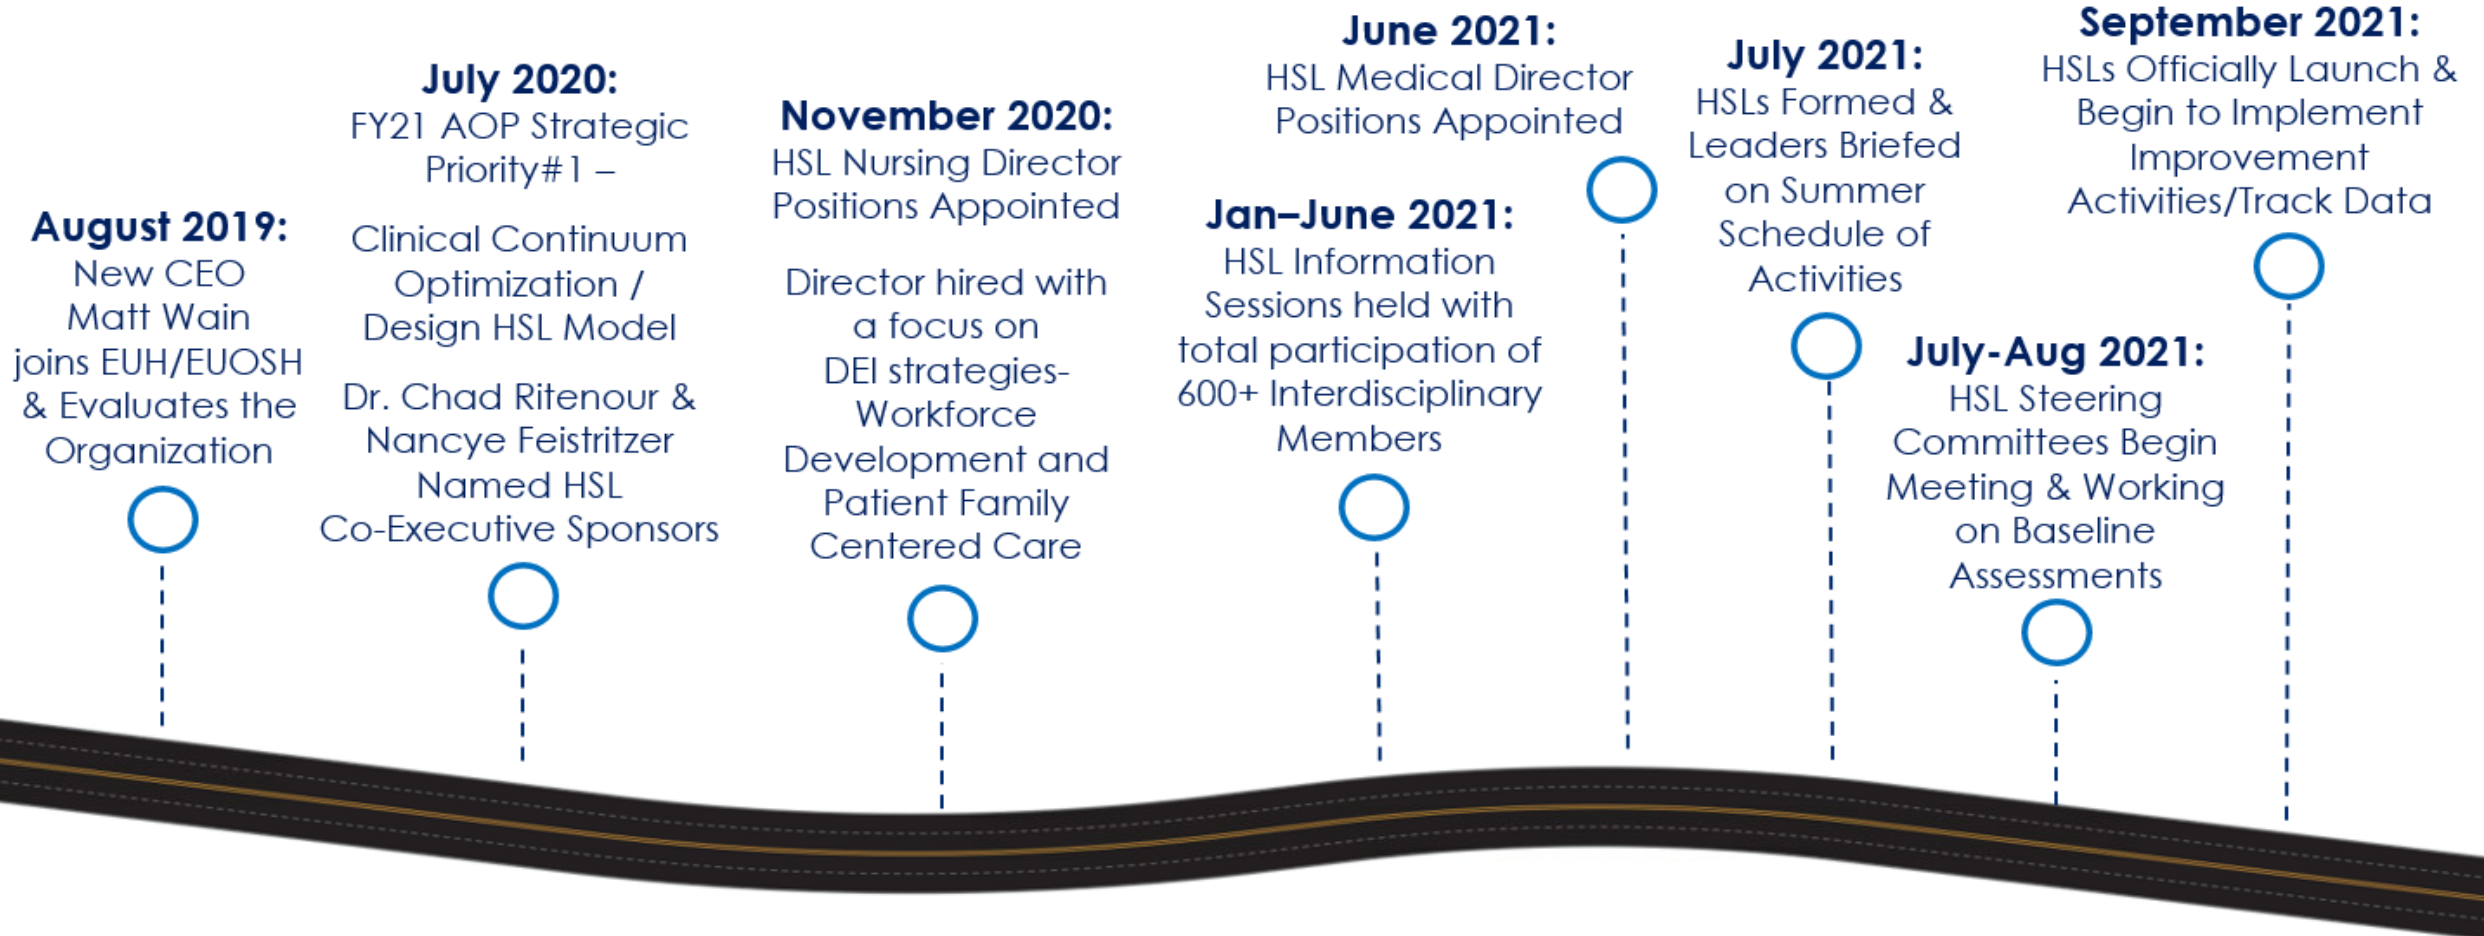 August 2019:
New CEO
Matt Wain
joins EUH/EUOSH
& Evaluates the
Organization
July 2020:
FY21 AOP Strategic
Priority#1 –
Clinical Continuum
Optimization /
Design HSL Model
Dr. Chad Ritenour &
Nancye Feistritzer
Named HSL
Co-Executive Sponsors
November 2020:
HSL Nursing Director
Positions Appointed
Director hired with
a focus on
DEI strategies-
Workforce
Development and
Patient Family
Centered Care
Jan–June 2021:
HSL Information
Sessions held with
total participation of
600+ Interdisciplinary
Members
June 2021:
HSL Medical Director
Positions Appointed
July 2021:
HSLs Formed &
Leaders Briefed
on Summer
Schedule of
Activities
July-Aug 2021:
HSL Steering
Committees Begin
Meeting & Working
on Baseline
Assessments
September 2021:
HSLs Officially Launch &
Begin to Implement
Improvement
Activities/Track Data